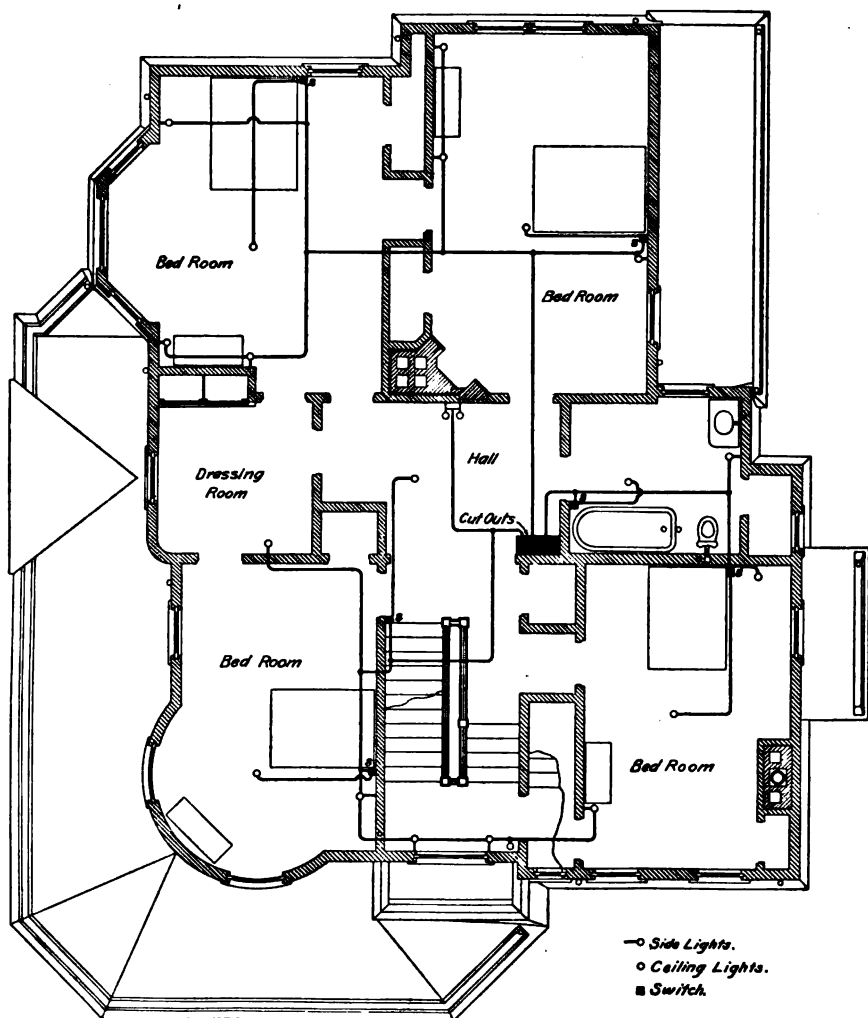 Bed Room
Bed Room
Dressing
Room
Hall
Cut Outs
Bed Room
Bed Room
S
S
S
S
S
S
Side Lights.
Ceiling Lights.
Switch.